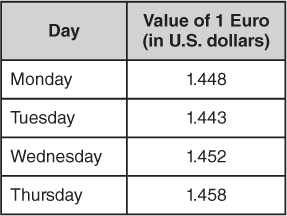 Day
Value of 1 Euro
(in U.S. dollars)
Monday 1.448
Tuesday 1.443
Wednesday 1.452
Thursday 1.458